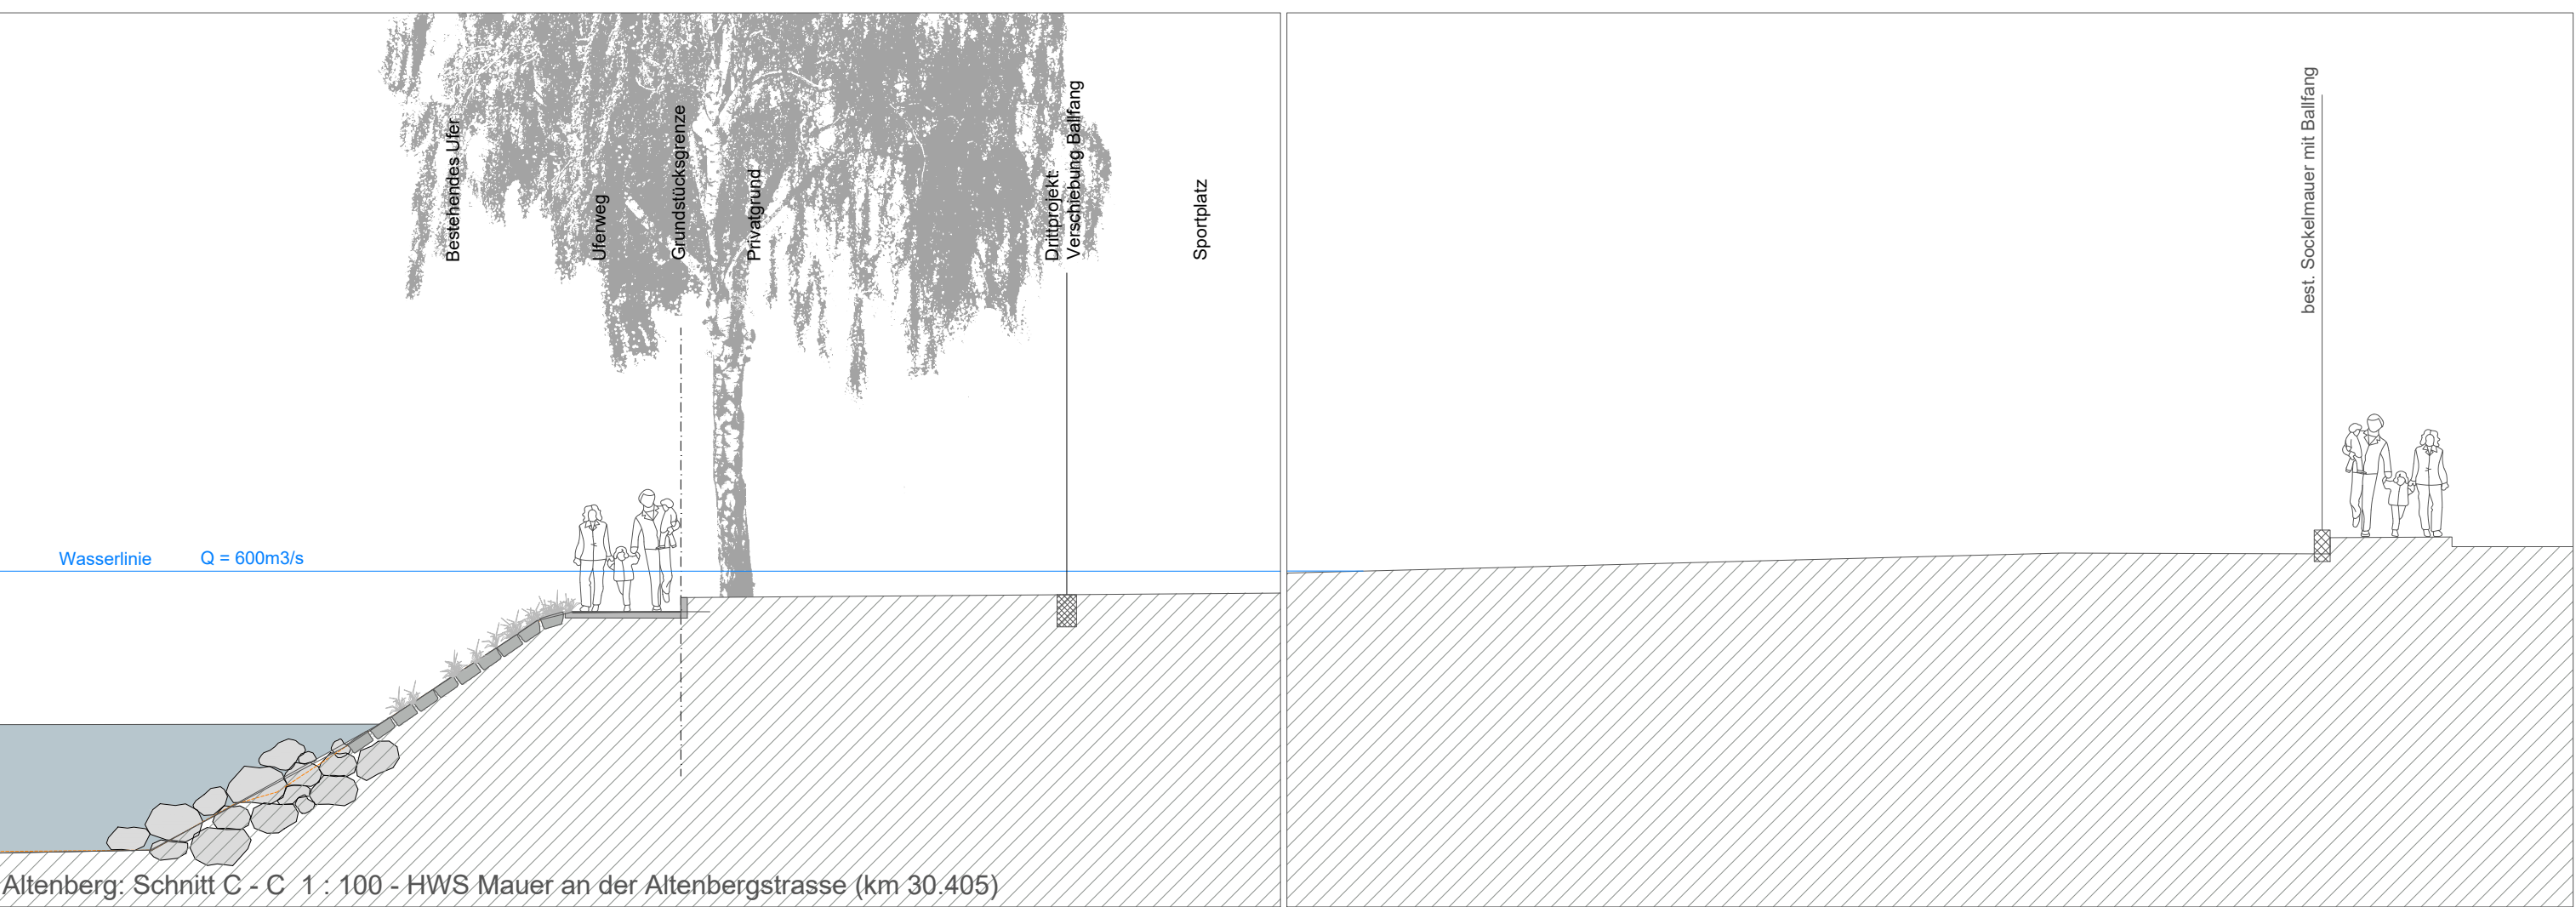 Bestehendes Ufer
Uferweg
Grundstücksgrenze
Privatgrund
Drittprojekt:
Verschiebung Ballfang
Sportplatz
best. Sockelmauer mit Ballfang
Wasserlinie Q = 600m3/s
Altenberg: Schnitt C - C 1 : 100 - HWS Mauer an der Altenbergstrasse (km 30.405)